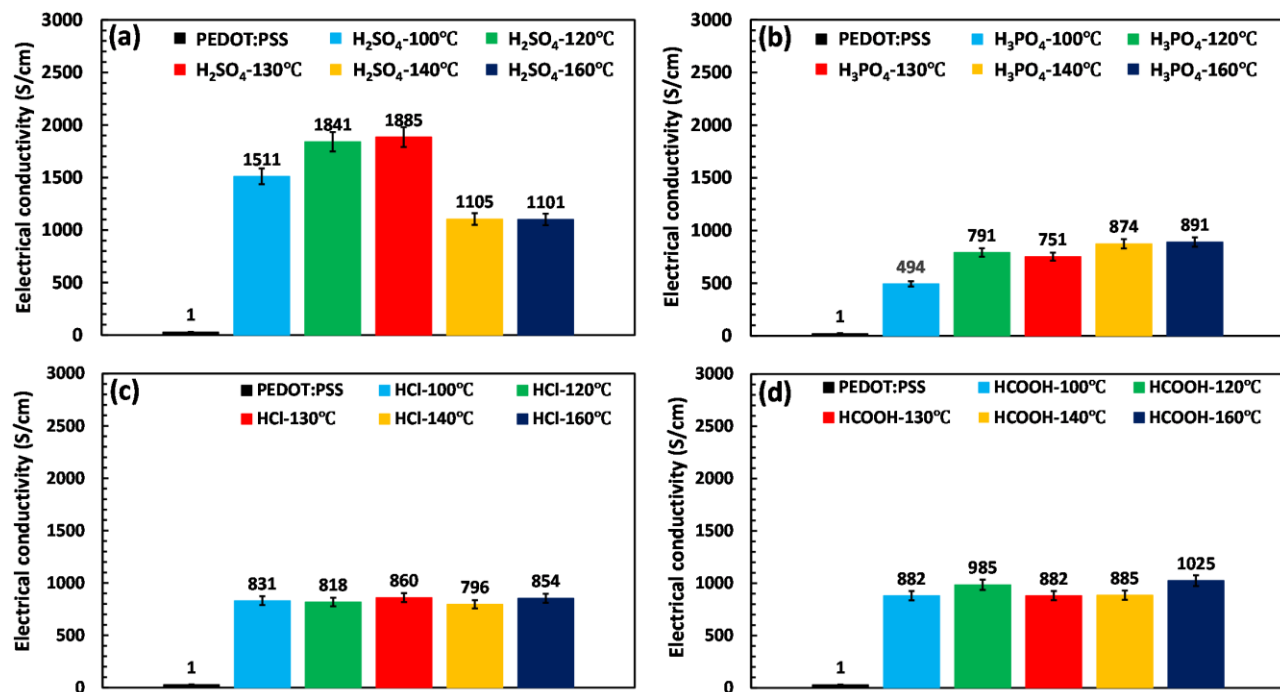 (a) PEDOT:PSS H₂SO₄-100℃ H₂SO₄-120℃
H₂SO₄-130℃ H₂SO₄-140℃ H₂SO₄-160℃
Eelectrical conductivity (S/cm)
3000
2500
2000
1500
1000
500
0
1 1511 1841 1885 1105 1101
(b) PEDOT:PSS H₃PO₄-100℃ H₃PO₄-120℃
H₃PO₄-130℃ H₃PO₄-140℃ H₃PO₄-160℃
Electrical conductivity (S/cm)
3000
2500
2000
1500
1000
500
0
1 494 791 751 874 891
(c) PEDOT:PSS HCl-100℃ HCl-120℃
HCl-130℃ HCl-140℃ HCl-160℃
Electrical conductivity (S/cm)
3000
2500
2000
1500
1000
500
0
1 831 818 860 796 854
(d) PEDOT:PSS HCOOH-100℃ HCOOH-120℃
HCOOH-130℃ HCOOH-140℃ HCOOH-160℃
Electrical conductivity (S/cm)
3000
2500
2000
1500
1000
500
0
1 882 985 882 885 1025